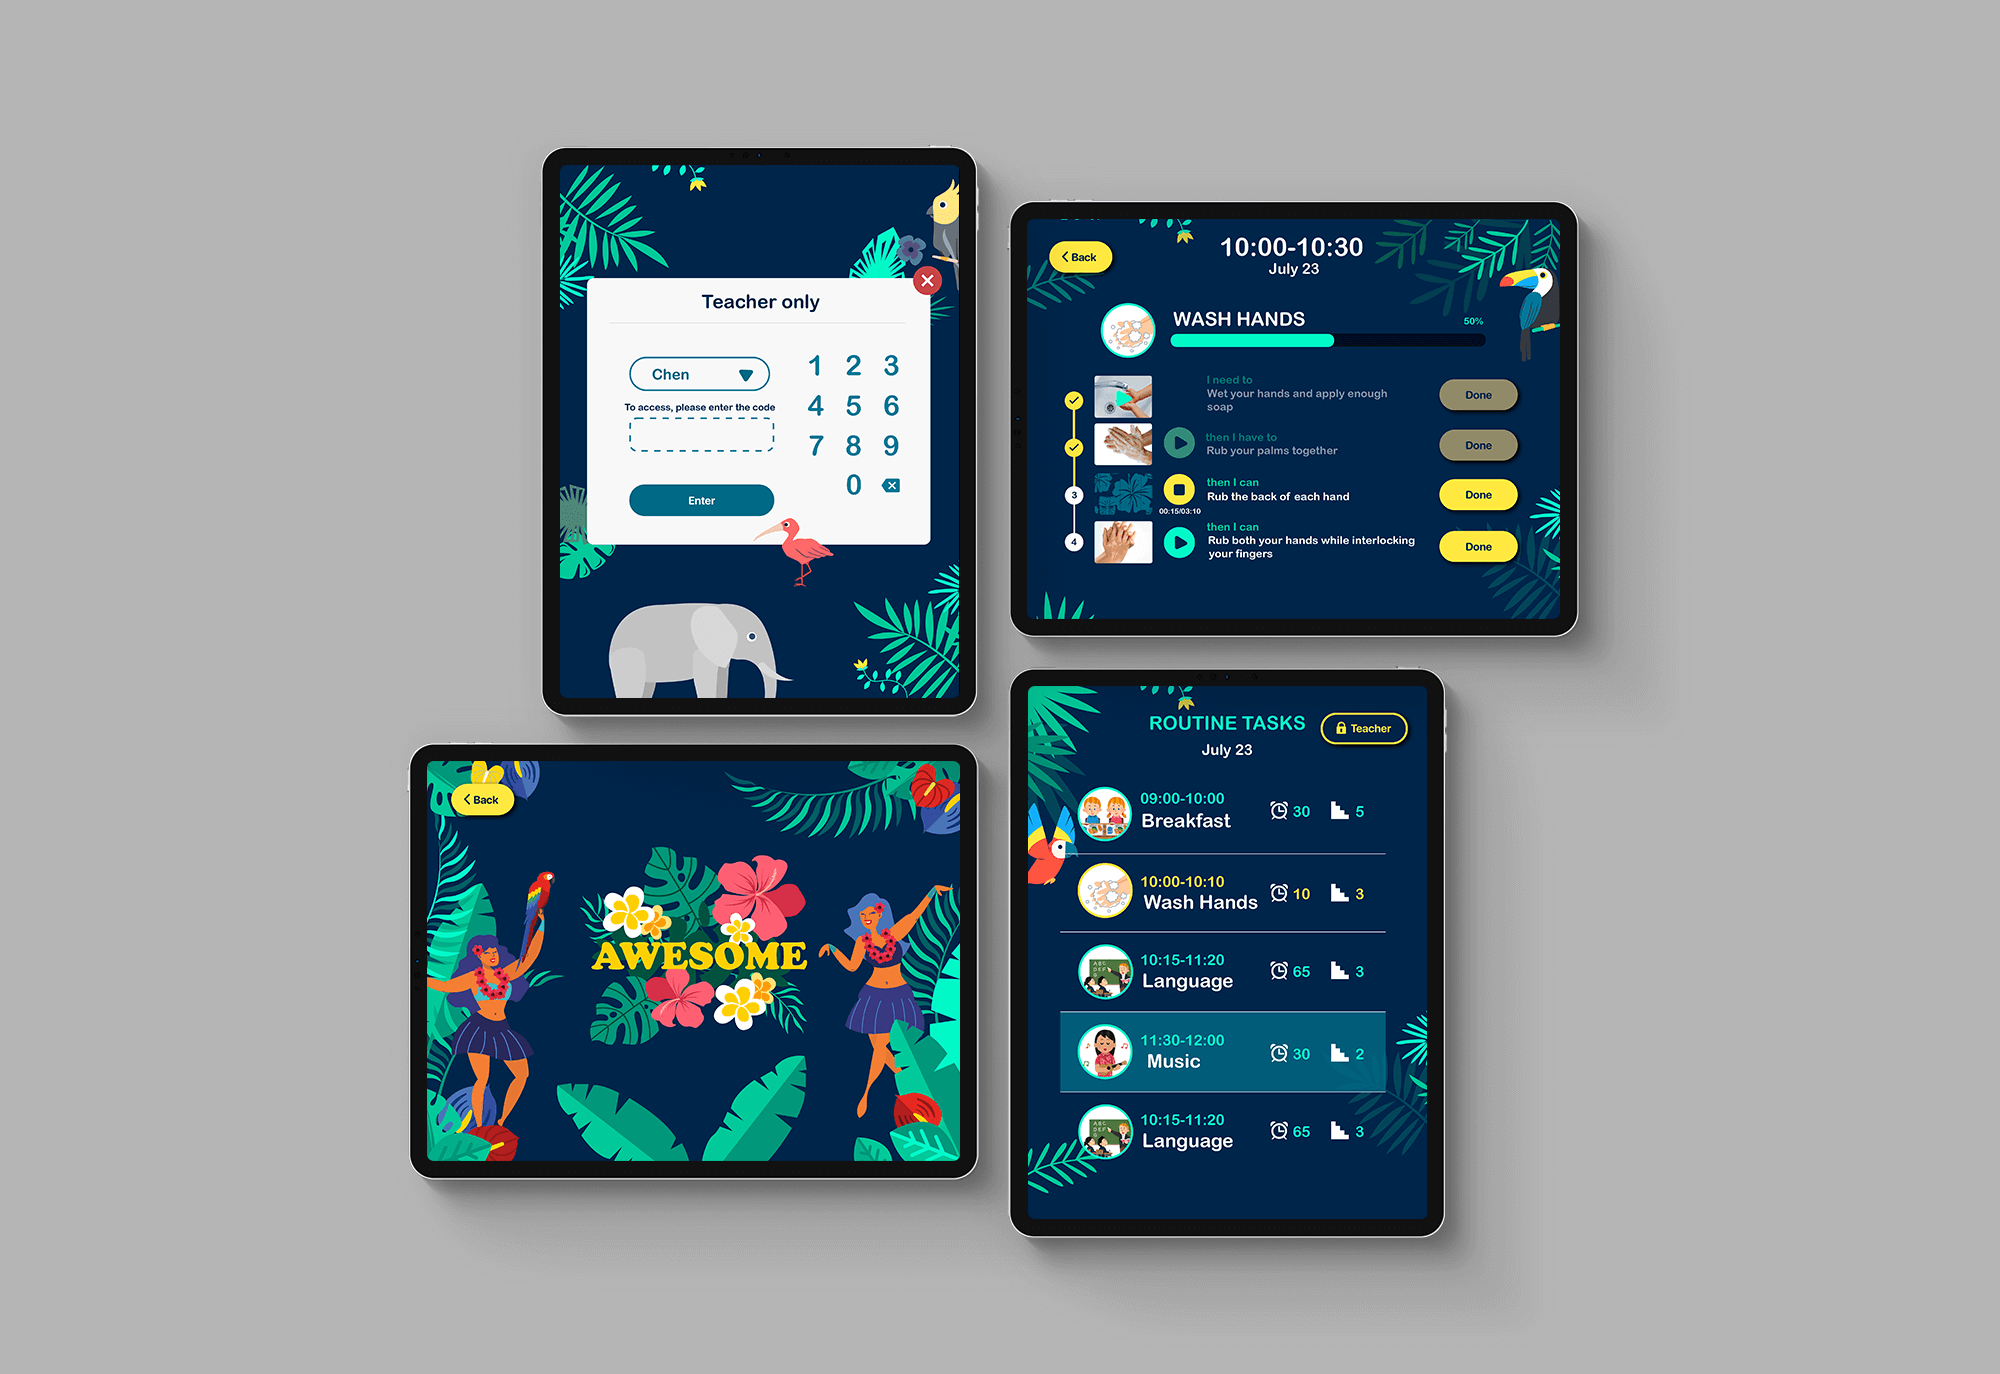 Teacher only
Chen
To access, please enter the code
Enter
1 2 3
4 5 6
7 8 9
0
Back
10:00-10:30
July 23
WASH HANDS
50%
I need to
Wet your hands and apply enough
soap
Done
then I have to
Rub your palms together
Done
3
00:15/03:10
then I can
Rub the back of each hand
Done
4
then I can
Rub both your hands while interlocking
your fingers
Done
Back
AWESOME
ROUTINE TASKS
Teacher
July 23
09:00-10:00
Breakfast
30
5
10:00-10:10
Wash Hands
10
3
ABC
DEF
10:15-11:20
Language
65
3
11:30-12:00
Music
30
2
ABC
DEF
10:15-11:20
Language
65
3